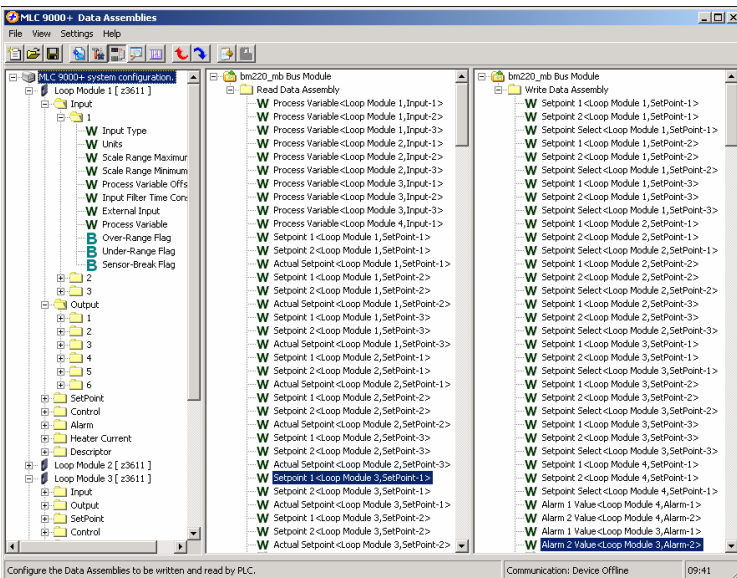 MLC 9000+ Data Assemblies
File View Settings Help
MLC 9000+ system configuration.
Loop Module 1 [ z3611 ]
Input
1
W Input Type
W Units
W Scale Range Maximur
W Scale Range Minimum
W Process Variable Offs
W Input Filter Time Con
W External Input
W Process Variable
B Over-Range Flag
B Under-Range Flag
B Sensor-Break Flag
2
3
Output
1
2
3
4
5
6
SetPoint
Control
Alarm
Heater Current
Descriptor
Loop Module 2 [ z3611 ]
Loop Module 3 [ z3611 ]
Input
Output
SetPoint
Control
bm220_mb Bus Module
Read Data Assembly
W Process Variable<Loop Module 1,Input-1>
W Process Variable<Loop Module 1,Input-2>
W Process Variable<Loop Module 1,Input-3>
W Process Variable<Loop Module 2,Input-1>
W Process Variable<Loop Module 2,Input-2>
W Process Variable<Loop Module 2,Input-3>
W Process Variable<Loop Module 3,Input-1>
W Process Variable<Loop Module 3,Input-2>
W Process Variable<Loop Module 3,Input-3>
W Process Variable<Loop Module 4,Input-1>
W Setpoint 1<Loop Module 1,SetPoint-1>
W Setpoint 2<Loop Module 1,SetPoint-1>
W Actual Setpoint<Loop Module 1,SetPoint-1>
W Setpoint 1<Loop Module 1,SetPoint-2>
W Setpoint 2<Loop Module 1,SetPoint-2>
W Actual Setpoint<Loop Module 1,SetPoint-2>
W Setpoint 1<Loop Module 1,SetPoint-3>
W Setpoint 2<Loop Module 1,SetPoint-3>
W Actual Setpoint<Loop Module 1,SetPoint-3>
W Setpoint 1<Loop Module 2,SetPoint-1>
W Setpoint 2<Loop Module 2,SetPoint-1>
W Actual Setpoint<Loop Module 2,SetPoint-1>
W Setpoint 1<Loop Module 2,SetPoint-2>
W Setpoint 2<Loop Module 2,SetPoint-2>
W Actual Setpoint<Loop Module 2,SetPoint-2>
W Setpoint 1<Loop Module 2,SetPoint-3>
W Setpoint 2<Loop Module 2,SetPoint-3>
W Actual Setpoint<Loop Module 2,SetPoint-3>
W Setpoint 1<Loop Module 3,SetPoint-1>
W Setpoint 2<Loop Module 3,SetPoint-1>
W Actual Setpoint<Loop Module 3,SetPoint-1>
W Setpoint 1<Loop Module 3,SetPoint-2>
W Setpoint 2<Loop Module 3,SetPoint-2>
W Actual Setpoint<Loop Module 3,SetPoint-2>
bm220_mb Bus Module
Write Data Assembly
W Setpoint 1<Loop Module 1,SetPoint-1>
W Setpoint 2<Loop Module 1,SetPoint-1>
W Setpoint Select<Loop Module 1,SetPoint-1>
W Setpoint 1<Loop Module 1,SetPoint-2>
W Setpoint 2<Loop Module 1,SetPoint-2>
W Setpoint Select<Loop Module 1,SetPoint-2>
W Setpoint 1<Loop Module 1,SetPoint-3>
W Setpoint 2<Loop Module 1,SetPoint-3>
W Setpoint Select<Loop Module 1,SetPoint-3>
W Setpoint 1<Loop Module 2,SetPoint-1>
W Setpoint 2<Loop Module 2,SetPoint-1>
W Setpoint Select<Loop Module 2,SetPoint-1>
W Setpoint 1<Loop Module 2,SetPoint-2>
W Setpoint 2<Loop Module 2,SetPoint-2>
W Setpoint Select<Loop Module 2,SetPoint-2>
W Setpoint 1<Loop Module 2,SetPoint-3>
W Setpoint 2<Loop Module 2,SetPoint-3>
W Setpoint Select<Loop Module 2,SetPoint-3>
W Setpoint 1<Loop Module 3,SetPoint-1>
W Setpoint 2<Loop Module 3,SetPoint-1>
W Setpoint Select<Loop Module 3,SetPoint-1>
W Setpoint 1<Loop Module 3,SetPoint-2>
W Setpoint 2<Loop Module 3,SetPoint-2>
W Setpoint Select<Loop Module 3,SetPoint-2>
W Setpoint 1<Loop Module 3,SetPoint-3>
W Setpoint 2<Loop Module 3,SetPoint-3>
W Setpoint Select<Loop Module 3,SetPoint-3>
W Setpoint 1<Loop Module 4,SetPoint-1>
W Setpoint 2<Loop Module 4,SetPoint-1>
W Setpoint Select<Loop Module 4,SetPoint-1>
W Alarm 1 Value<Loop Module 4,Alarm-1>
W Alarm 2 Value<Loop Module 4,Alarm-1>
W Alarm 1 Value<Loop Module 3,Alarm-1>
W Alarm 2 Value<Loop Module 3,Alarm-2>
Configure the Data Assemblies to be written and read by PLC.
Communication: Device Offline
09:41